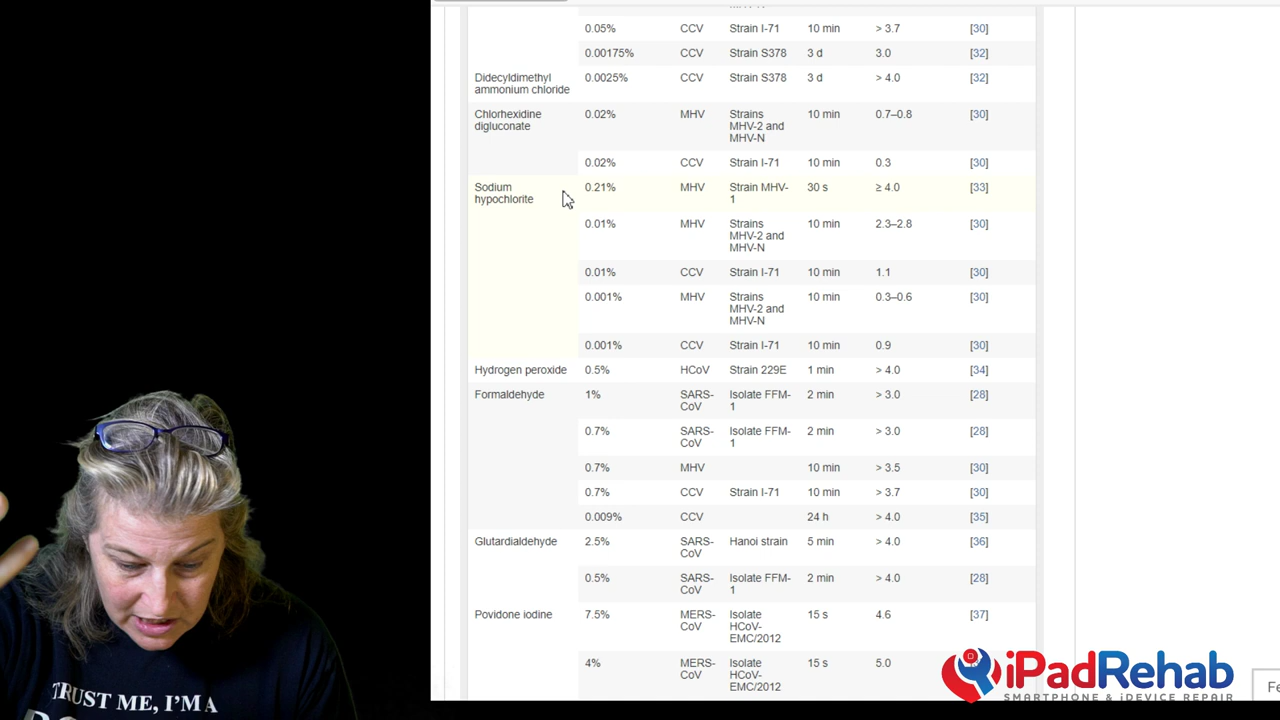 0.05% CCV Strain I-71 10 min > 3.7 [30]
0.00175% CCV Strain S378 3 d 3.0 [32]
Didecyldimethyl 0.0025% CCV Strain S378 3 d > 4.0 [32]
ammonium chloride
Chlorhexidine 0.02% MHV Strains 10 min 0.7–0.8 [30]
digluconate MHV-2 and
MHV-N
0.02% CCV Strain I-71 10 min 0.3 [30]
Sodium 0.21% MHV Strain MHV- 30 s ≥ 4.0 [33]
hypochlorite 1
0.01% MHV Strains 10 min 2.3–2.8 [30]
MHV-2 and
MHV-N
0.01% CCV Strain I-71 10 min 1.1 [30]
0.001% MHV Strains 10 min 0.3–0.6 [30]
MHV-2 and
MHV-N
0.001% CCV Strain I-71 10 min 0.9 [30]
Hydrogen peroxide 0.5% HCoV Strain 229E 1 min > 4.0 [34]
Formaldehyde 1% SARS- Isolate FFM- 2 min > 3.0 [28]
CoV 1
0.7% SARS- Isolate FFM- 2 min > 3.0 [28]
CoV 1
0.7% MHV 10 min > 3.5 [30]
0.7% CCV Strain I-71 10 min > 3.7 [30]
0.009% CCV 24 h > 4.0 [35]
Glutardialdehyde 2.5% SARS- Hanoi strain 5 min > 4.0 [36]
CoV
0.5% SARS- Isolate FFM- 2 min > 4.0 [28]
CoV 1
Povidone iodine 7.5% MERS- Isolate 15 s 4.6 [37]
CoV HCoV-
EMC/2012
4% MERS- Isolate 15 s 5.0
CoV HCoV-
EMC/2012
iPadRehab
SMARTPHONE & iDEVICE REPAIR
Fe
TRUST ME, I'M A